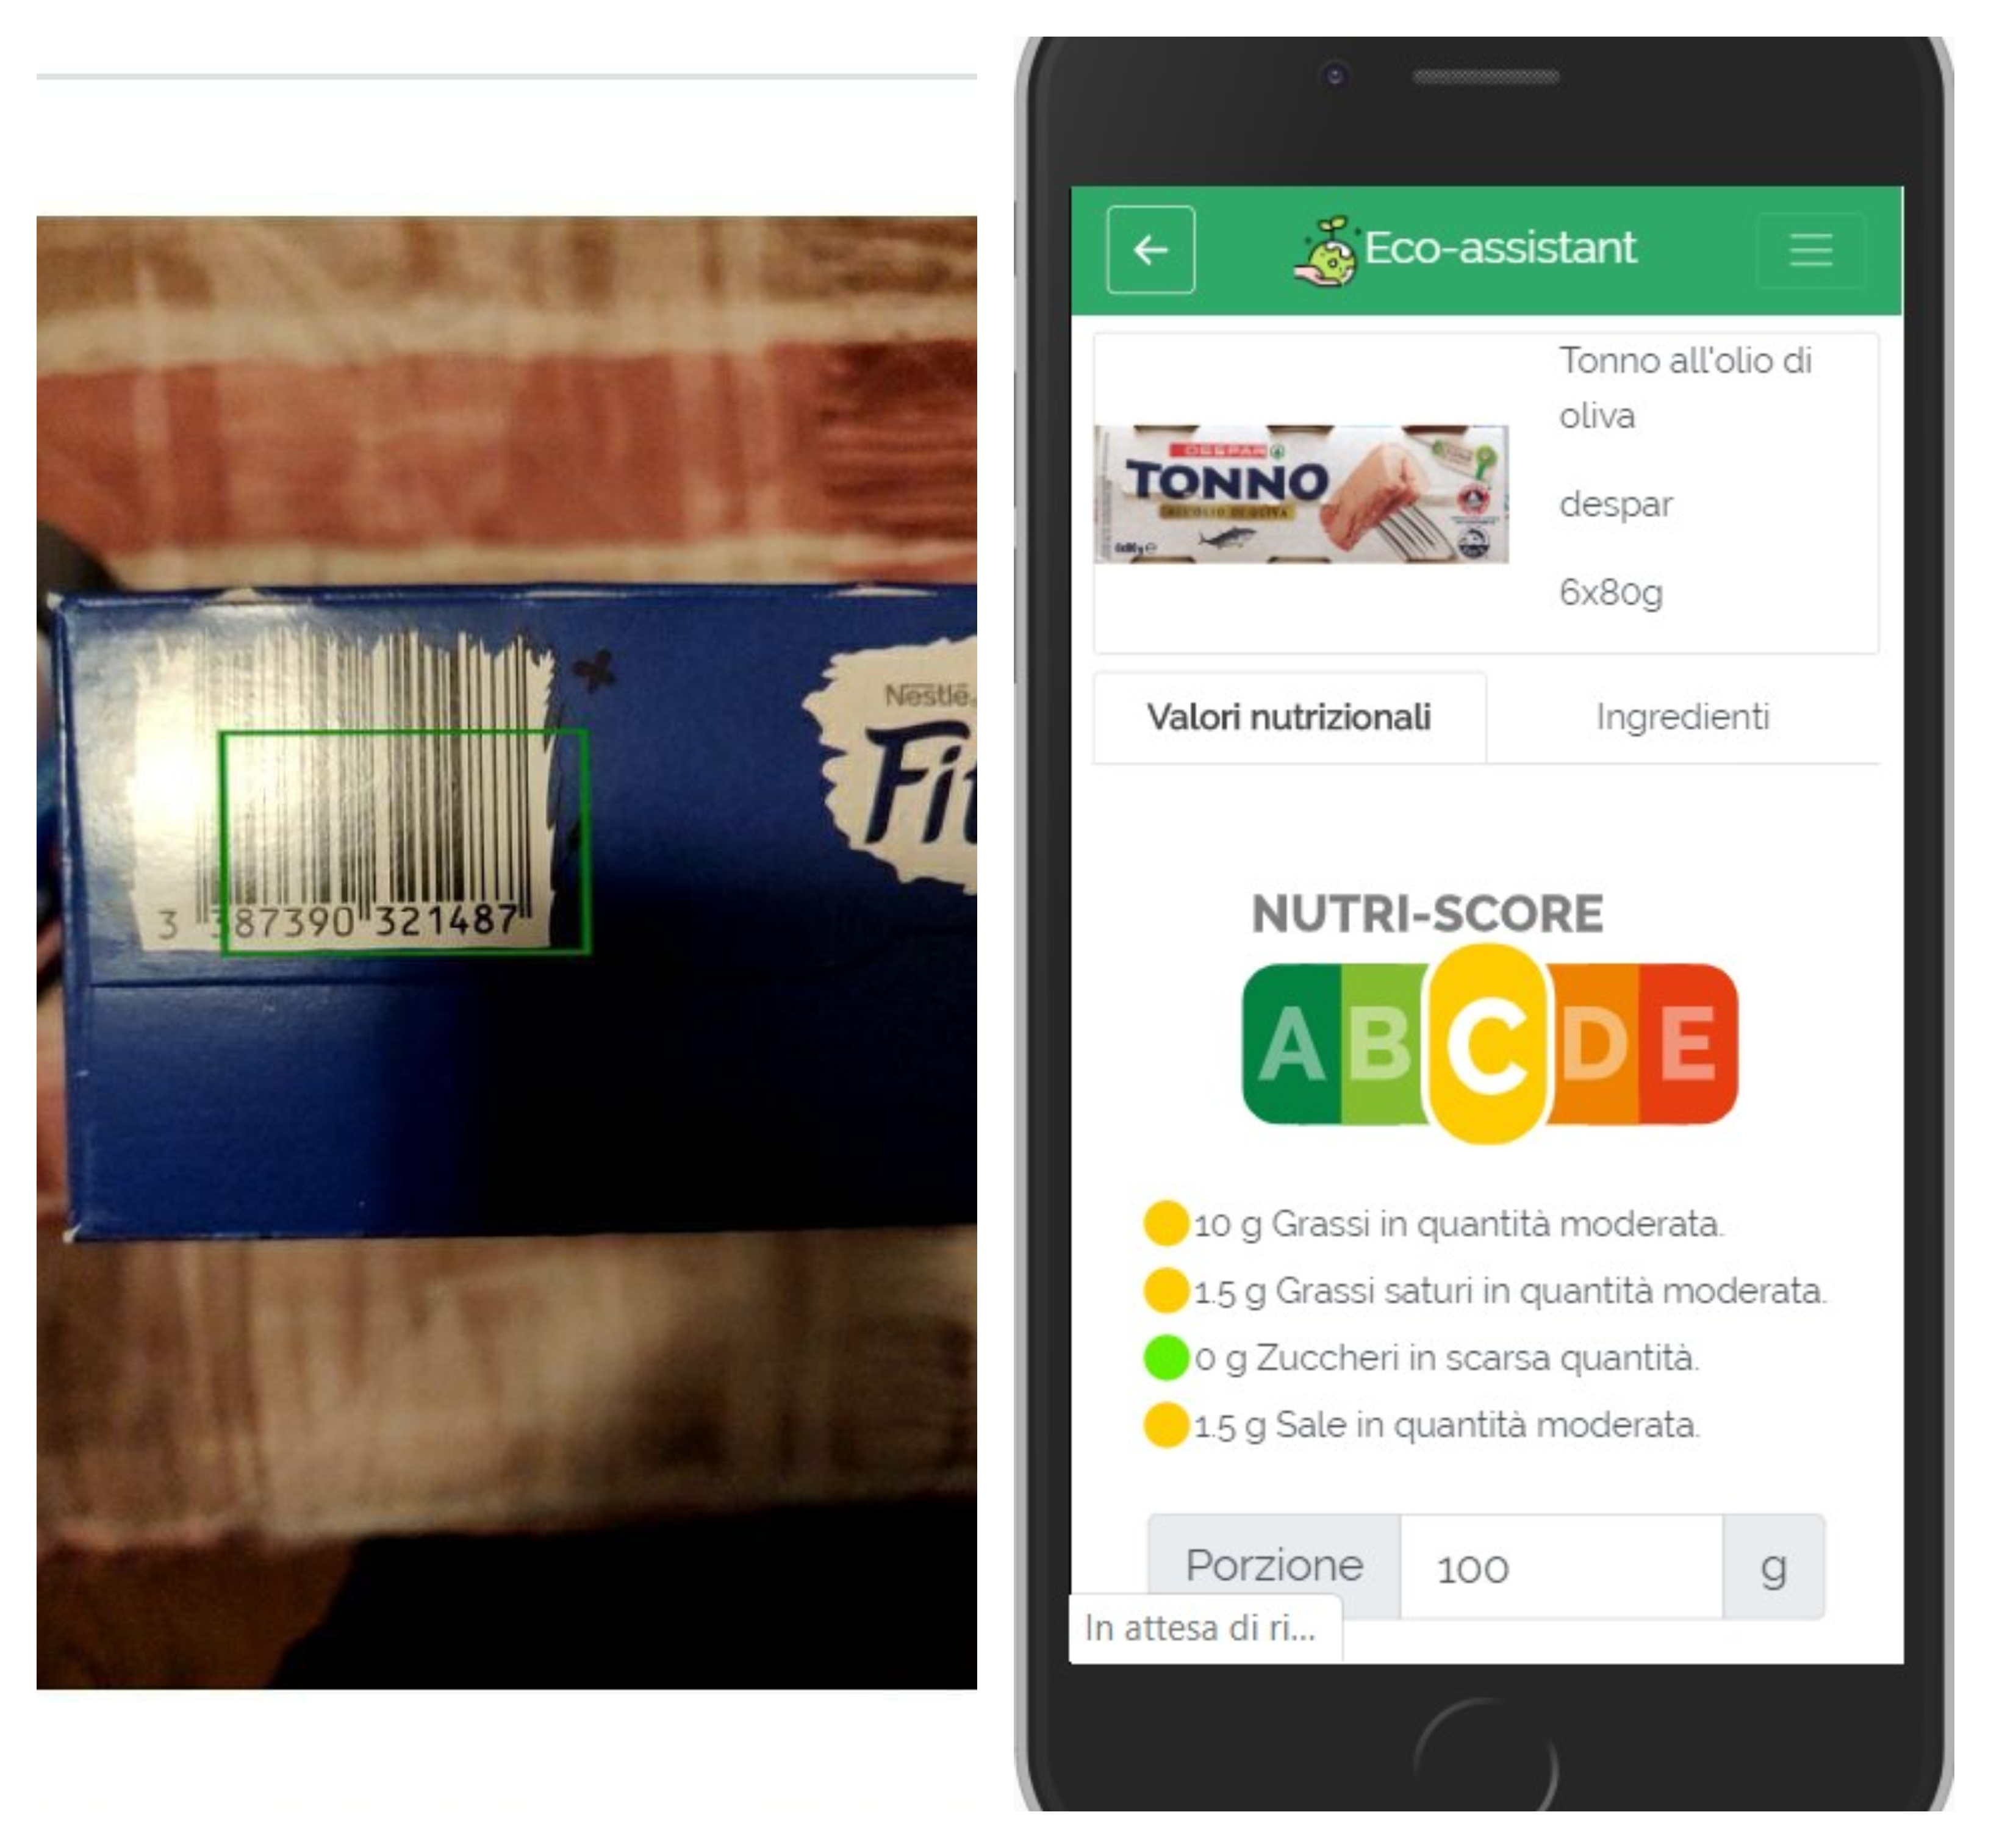 Nestlé
Fit
3 387390 321487
Eco-assistant
Tonno all'olio di
oliva
despar
6x80g
DESPAR
TONNO
ALL'OLIO DI OLIVA
6x80g e
Valori nutrizionali
Ingredienti
NUTRI-SCORE
A B C D E
10 g Grassi in quantità moderata.
1.5 g Grassi saturi in quantità moderata.
0 g Zuccheri in scarsa quantità.
1.5 g Sale in quantità moderata.
Porzione 100 g
In attesa di ri...